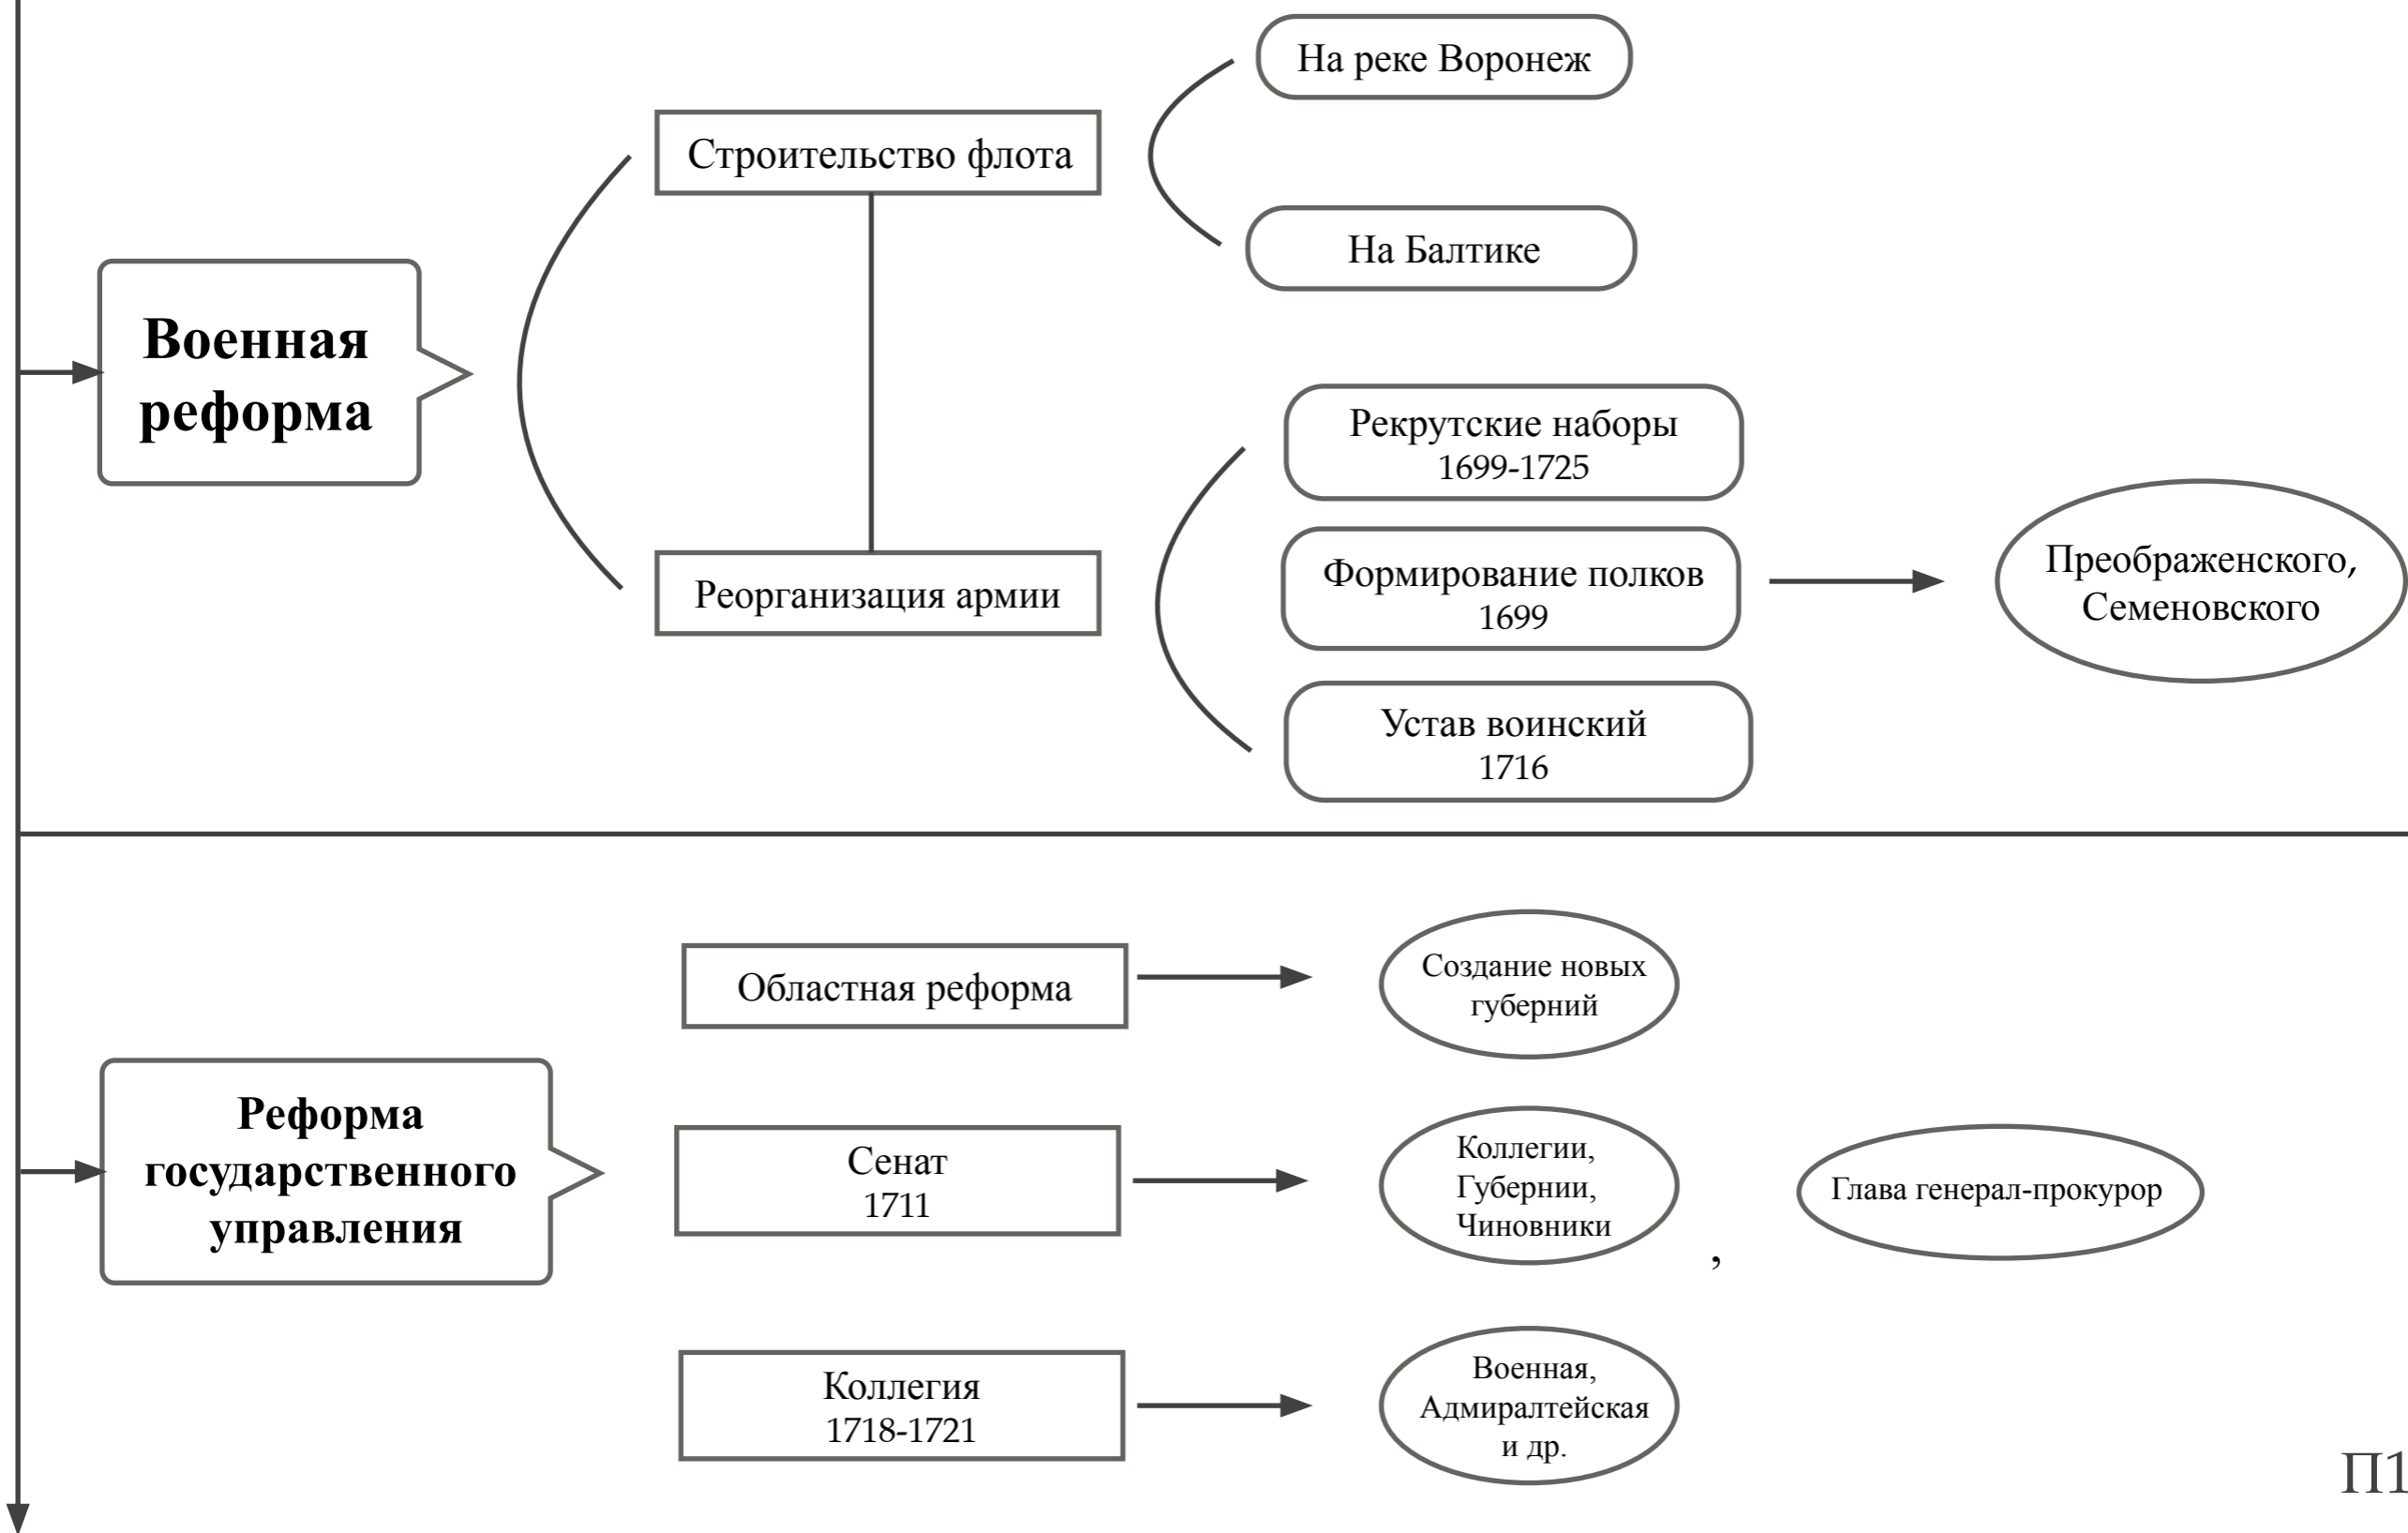 На реке Воронеж
Строительство флота
На Балтике
Военная
реформа
Рекрутские наборы
1699-1725
Формирование полков
1699
Преображенского,
Семеновского
Реорганизация армии
Устав воинский
1716
Областная реформа
Создание новых
губерний
Реформа
государственного
управления
Сенат
1711
Коллегии,
Губернии,
Чиновники
,
Глава генерал-прокурор
Коллегия
1718-1721
Военная,
Адмиралтейская
и др.
П1